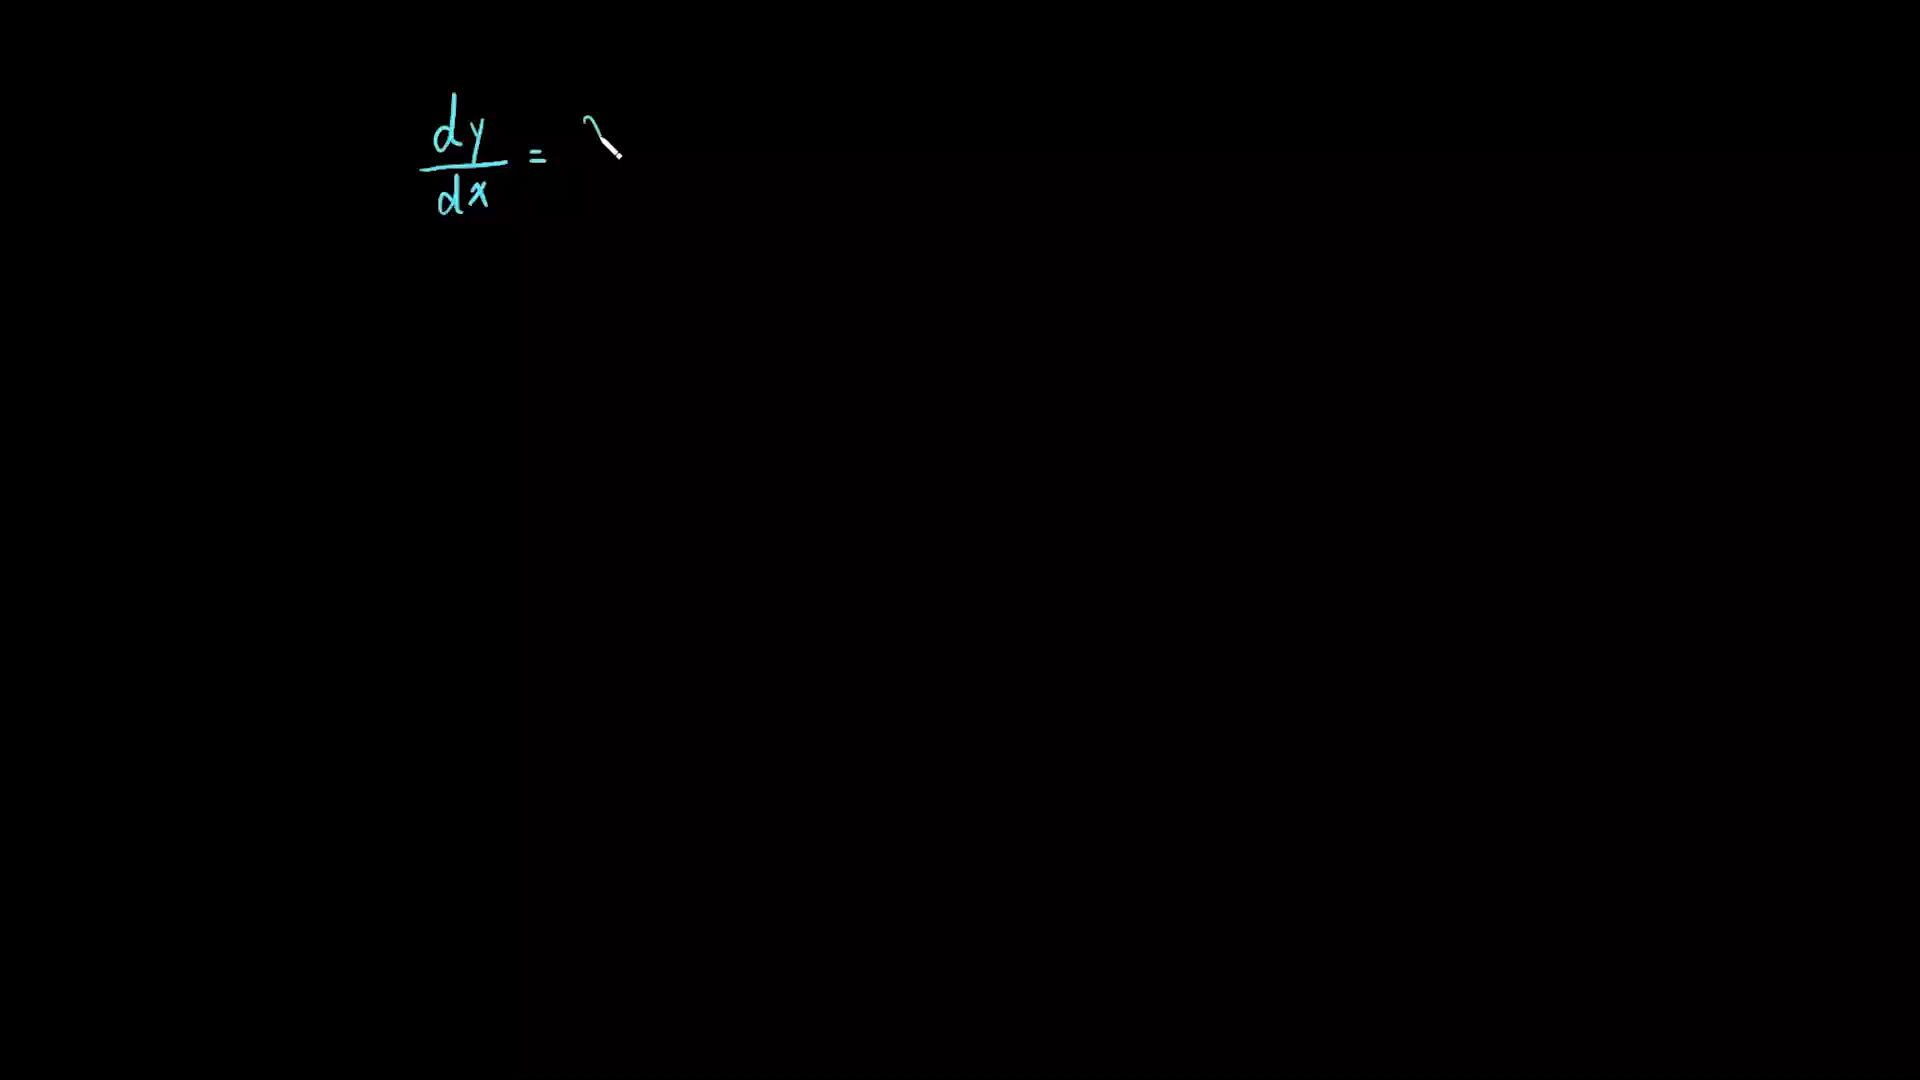 dy/dx =